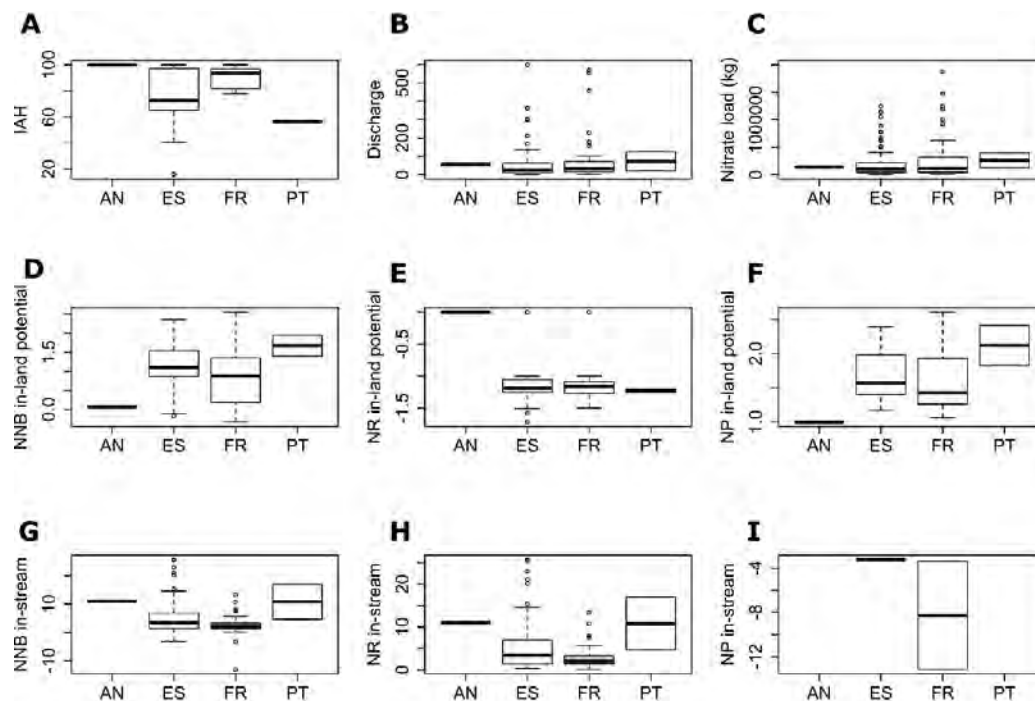 A
IAH
100
60
20
AN ES FR PT
B
Discharge
500
200
0
AN ES FR PT
C
Nitrate load (kg)
1000000
0
AN ES FR PT
D
NNB in-land potential
1.5
0.0
AN ES FR PT
E
NR in-land potential
-0.5
-1.5
AN ES FR PT
F
NP in-land potential
2.0
1.0
AN ES FR PT
G
NNB in-stream
10
-10
AN ES FR PT
H
NR in-stream
20
10
0
AN ES FR PT
I
NP in-stream
-4
-8
-12
AN ES FR PT